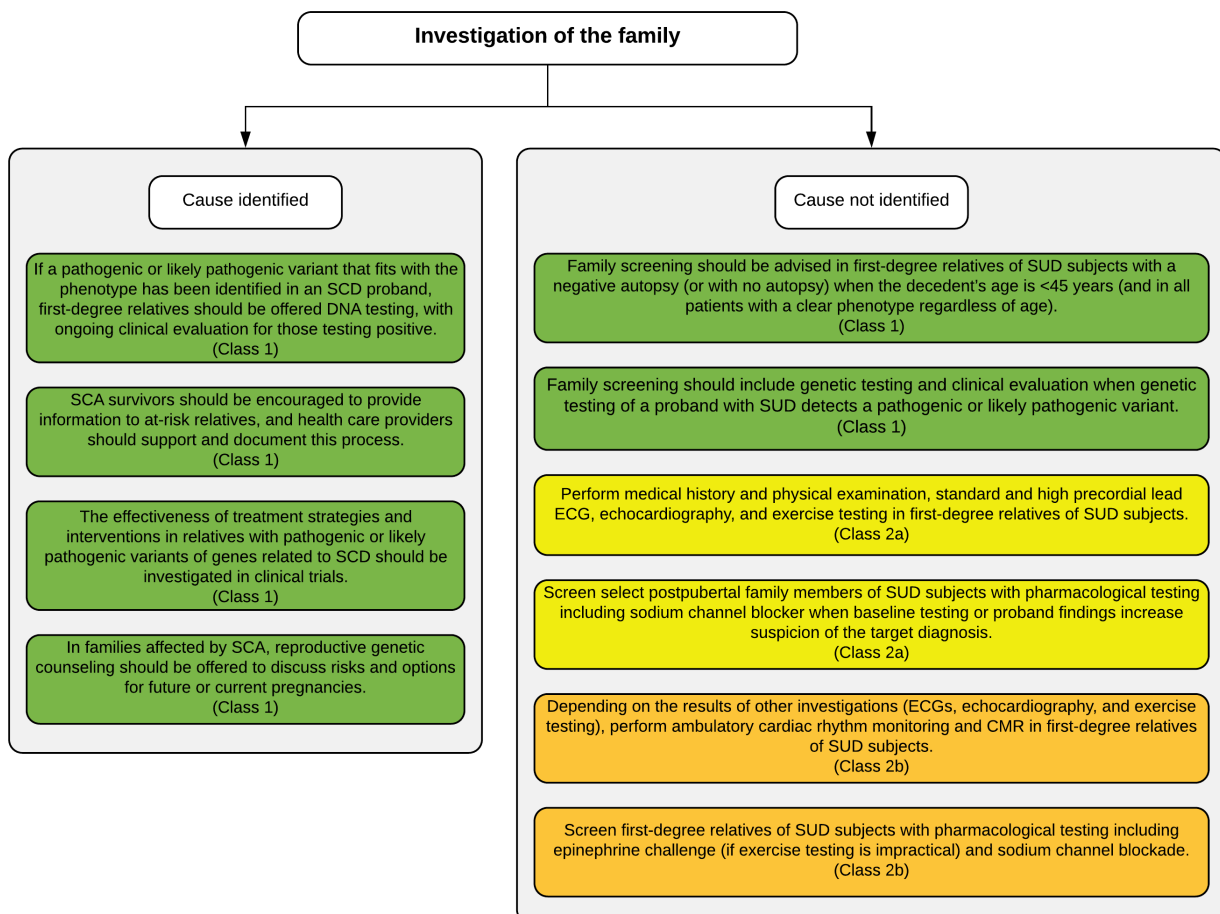 Investigation of the family
Cause identified
If a pathogenic or likely pathogenic variant that fits with the
phenotype has been identified in an SCD proband,
first-degree relatives should be offered DNA testing, with
ongoing clinical evaluation for those testing positive.
(Class 1)
SCA survivors should be encouraged to provide
information to at-risk relatives, and health care providers
should support and document this process.
(Class 1)
The effectiveness of treatment strategies and
interventions in relatives with pathogenic or likely
pathogenic variants of genes related to SCD should be
investigated in clinical trials.
(Class 1)
In families affected by SCA, reproductive genetic
counseling should be offered to discuss risks and options
for future or current pregnancies.
(Class 1)
Cause not identified
Family screening should be advised in first-degree relatives of SUD subjects with a
negative autopsy (or with no autopsy) when the decedent's age is <45 years (and in all
patients with a clear phenotype regardless of age).
(Class 1)
Family screening should include genetic testing and clinical evaluation when genetic
testing of a proband with SUD detects a pathogenic or likely pathogenic variant.
(Class 1)
Perform medical history and physical examination, standard and high precordial lead
ECG, echocardiography, and exercise testing in first-degree relatives of SUD subjects.
(Class 2a)
Screen select postpubertal family members of SUD subjects with pharmacological testing
including sodium channel blocker when baseline testing or proband findings increase
suspicion of the target diagnosis.
(Class 2a)
Depending on the results of other investigations (ECGs, echocardiography, and exercise
testing), perform ambulatory cardiac rhythm monitoring and CMR in first-degree relatives
of SUD subjects.
(Class 2b)
Screen first-degree relatives of SUD subjects with pharmacological testing including
epinephrine challenge (if exercise testing is impractical) and sodium channel blockade.
(Class 2b)